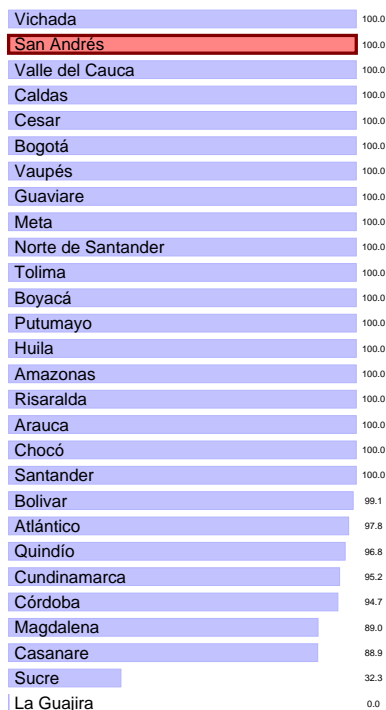 Vichada 100.0
San Andrés 100.0
Valle del Cauca 100.0
Caldas 100.0
Cesar 100.0
Bogotá 100.0
Vaupés 100.0
Guaviare 100.0
Meta 100.0
Norte de Santander 100.0
Tolima 100.0
Boyacá 100.0
Putumayo 100.0
Huila 100.0
Amazonas 100.0
Risaralda 100.0
Arauca 100.0
Chocó 100.0
Santander 100.0
Bolivar 99.1
Atlántico 97.8
Quindío 96.8
Cundinamarca 95.2
Córdoba 94.7
Magdalena 89.0
Casanare 88.9
Sucre 32.3
La Guajira 0.0